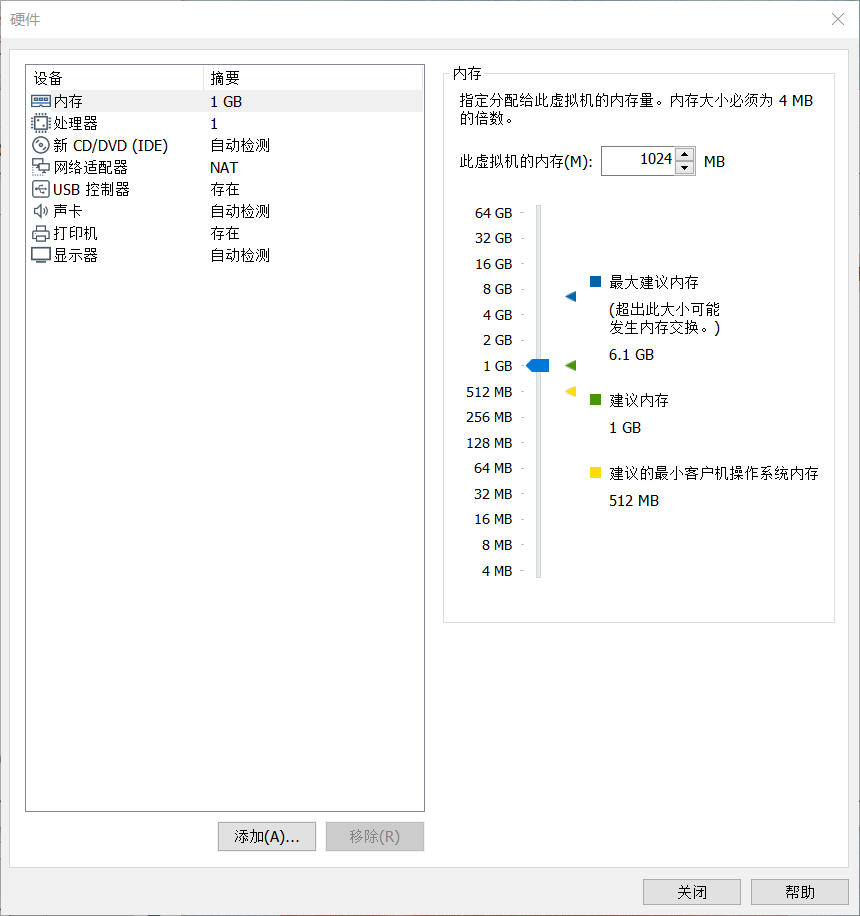 硬件
设备 摘要
内存 1 GB
处理器 1
新 CD/DVD (IDE) 自动检测
网络适配器 NAT
USB 控制器 存在
声卡 自动检测
打印机 存在
显示器 自动检测
添加(A)... 移除(R)
内存
指定分配给此虚拟机的内存量。内存大小必须为 4 MB
的倍数。
此虚拟机的内存(M): 1024 MB
64 GB
32 GB
16 GB
8 GB
4 GB
2 GB
1 GB
512 MB
256 MB
128 MB
64 MB
32 MB
16 MB
8 MB
4 MB
最大建议内存
(超出此大小可能
发生内存交换。)
6.1 GB
建议内存
1 GB
建议的最小客户机操作系统内存
512 MB
关闭 帮助